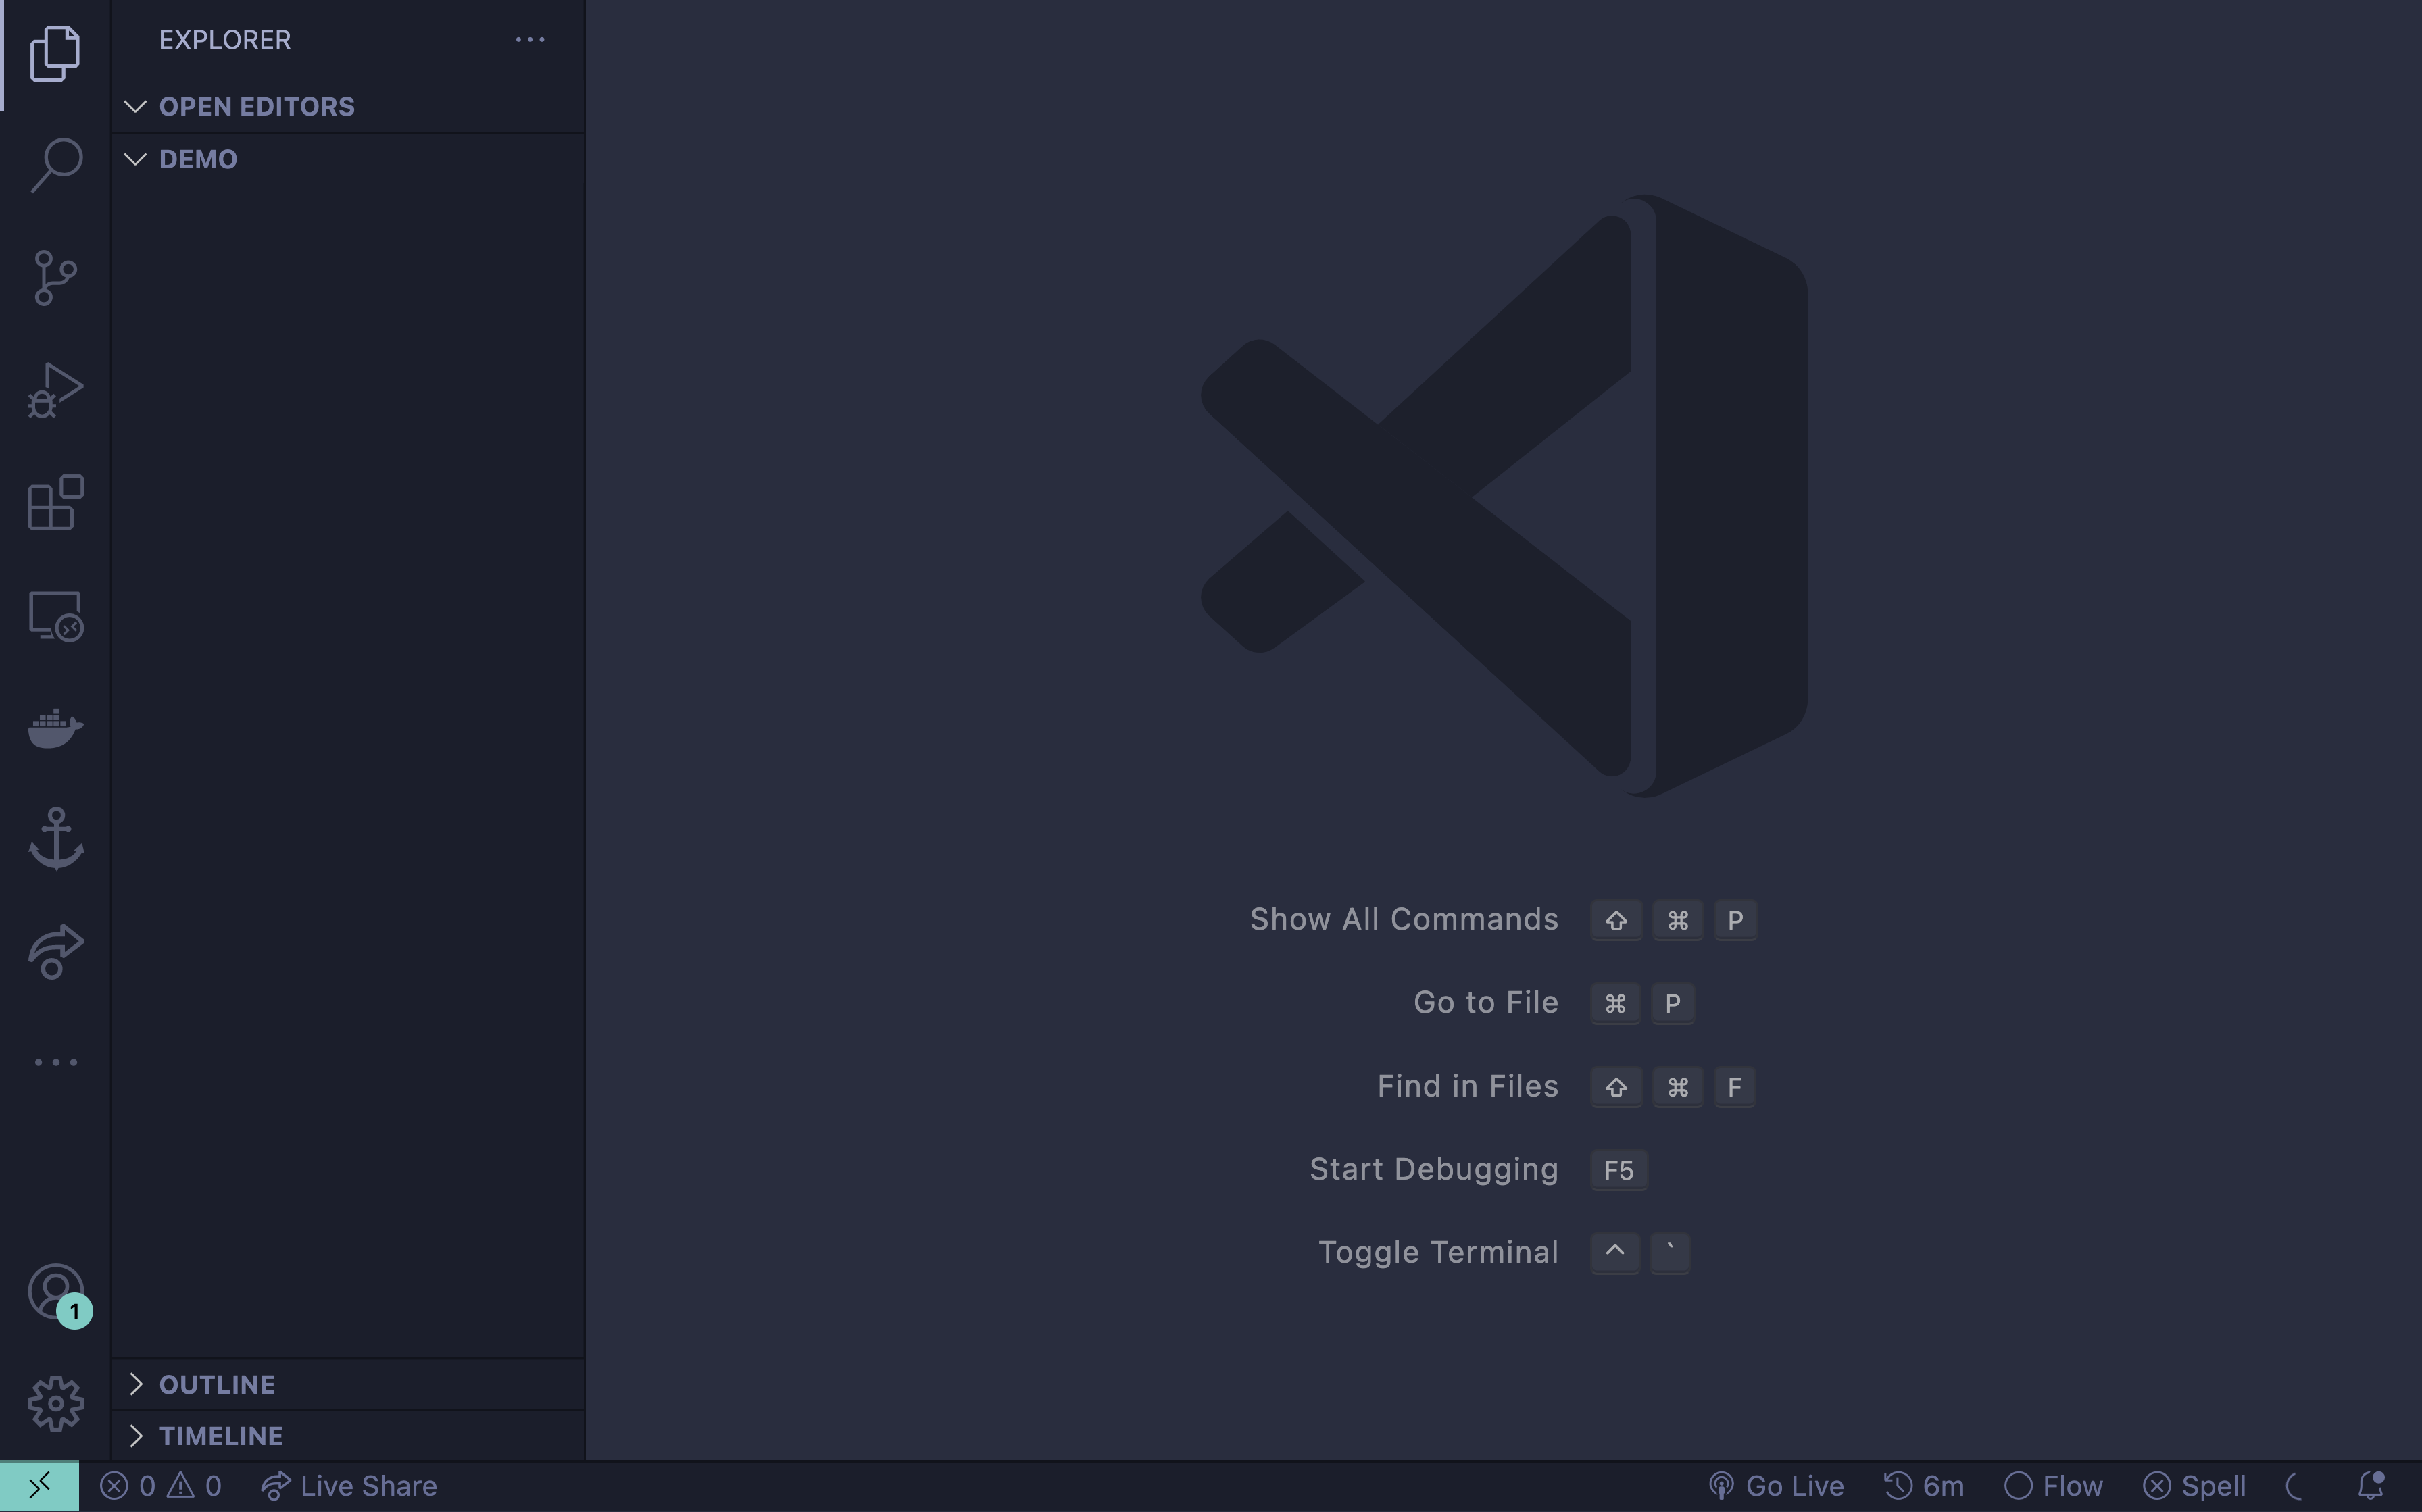 EXPLORER
OPEN EDITORS
DEMO
Show All Commands ⇧ ⌘ P
Go to File ⌘ P
Find in Files ⇧ ⌘ F
Start Debugging F5
Toggle Terminal ^ `
1
OUTLINE
TIMELINE
0 0 Live Share Go Live 6m Flow Spell